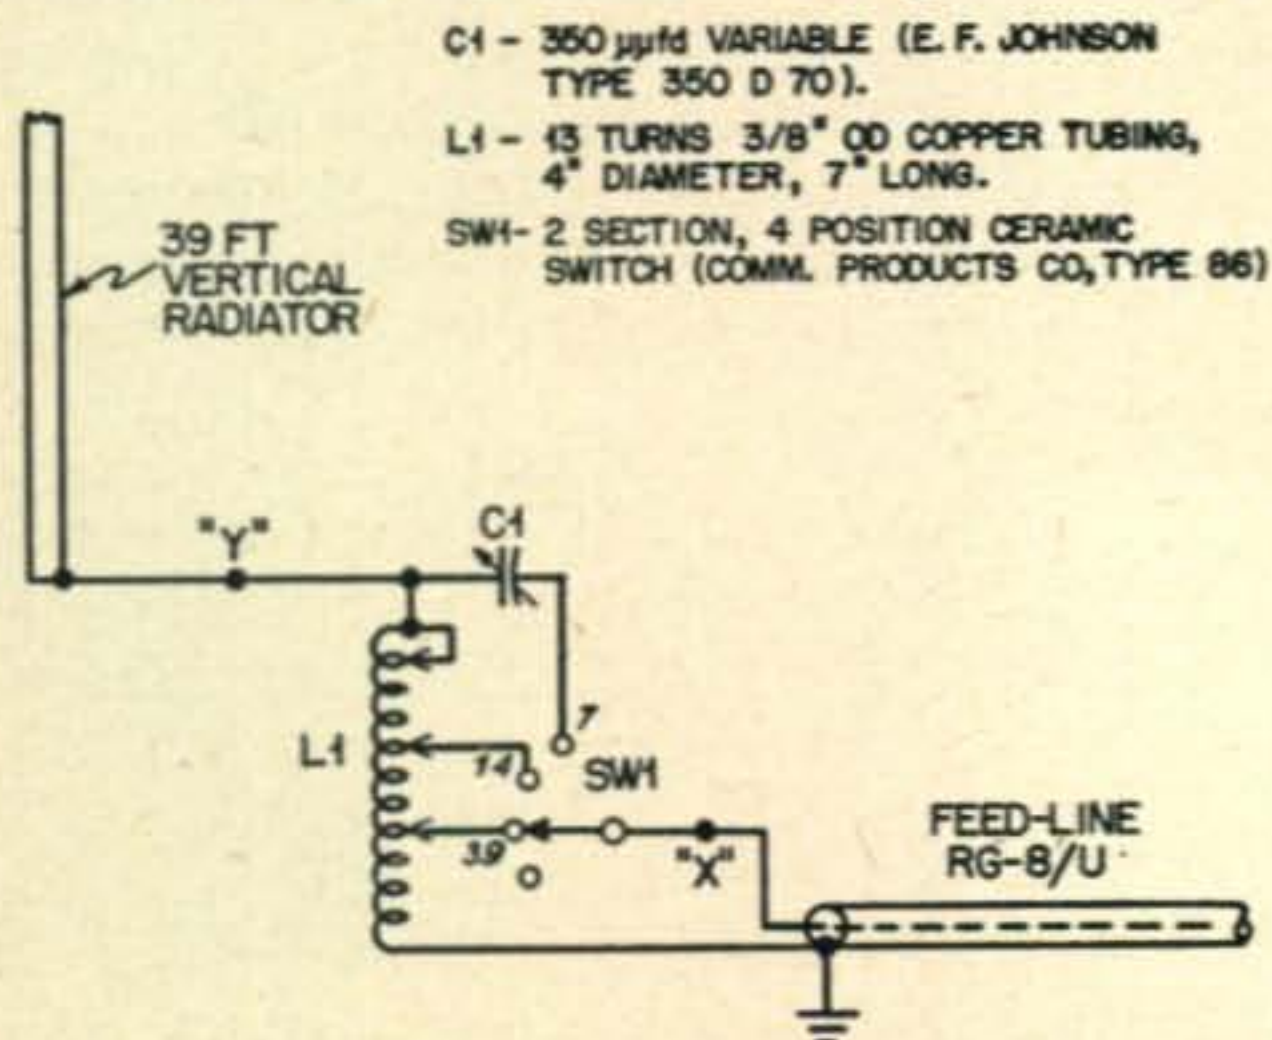 C1 - 350 µµfd VARIABLE (E. F. JOHNSON
TYPE 350 D 70).
L1 - 13 TURNS 3/8" OD COPPER TUBING,
4" DIAMETER, 7" LONG.
SW1- 2 SECTION, 4 POSITION CERAMIC
SWITCH (COMM. PRODUCTS CO, TYPE 86)
39 FT
VERTICAL
RADIATOR
"Y"
C1
L1
7
14
SW1
3.9
"X"
FEED-LINE
RG-8/U